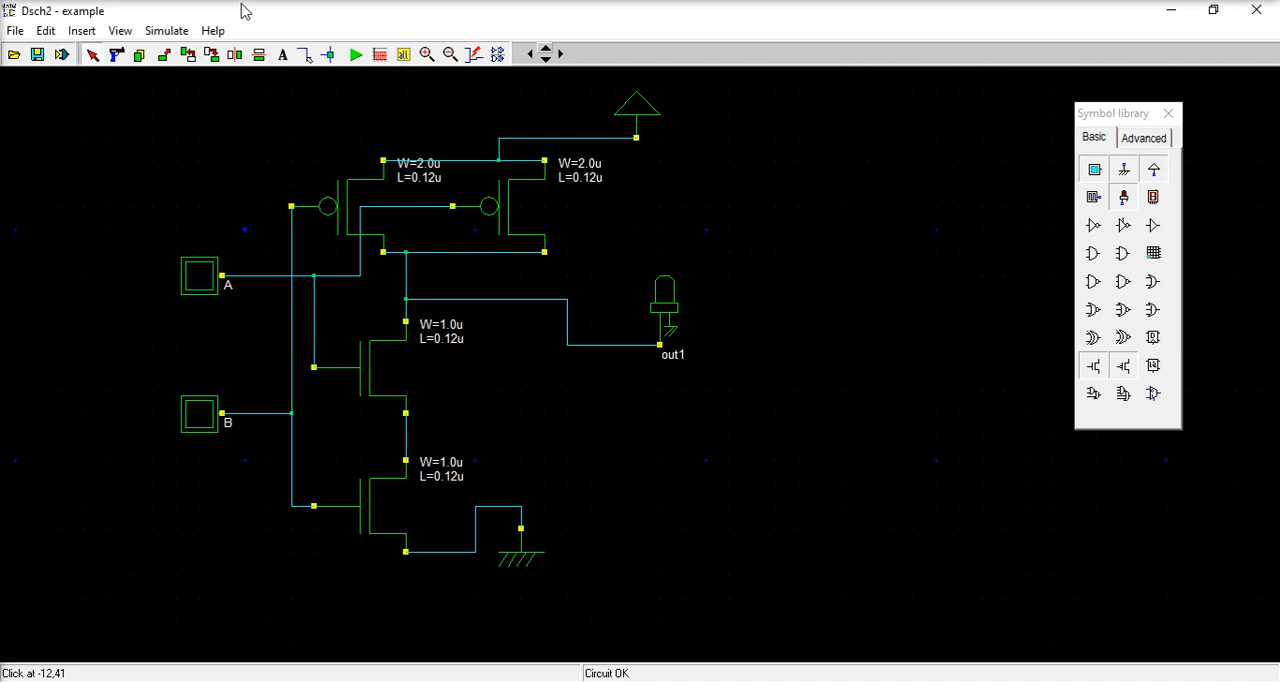 Dsch2 - example
File Edit Insert View Simulate Help
A all
Symbol library
Basic Advanced
W=2.0u
L=0.12u
W=2.0u
L=0.12u
A
W=1.0u
L=0.12u
out1
B
W=1.0u
L=0.12u
Click at -12,41
Circuit OK